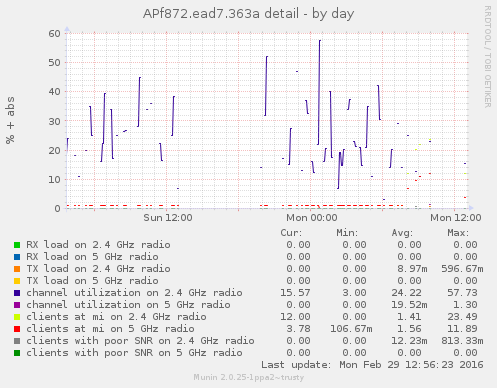 APf872.ead7.363a detail - by day
RRDTOOL / TOBI OETIKER
% + abs
60
50
40
30
20
10
0
Sun 12:00 Mon 00:00 Mon 12:00
Cur: Min: Avg: Max:
RX load on 2.4 GHz radio 0.00 0.00 0.00 0.00
RX load on 5 GHz radio 0.00 0.00 0.00 0.00
TX load on 2.4 GHz radio 0.00 0.00 8.97m 596.67m
TX load on 5 GHz radio 0.00 0.00 0.00 0.00
channel utilization on 2.4 GHz radio 15.57 3.00 24.22 57.73
channel utilization on 5 GHz radio 0.00 0.00 19.52m 1.30
clients at mi on 2.4 GHz radio 12.00 0.00 1.41 23.49
clients at mi on 5 GHz radio 3.78 106.67m 1.56 11.89
clients with poor SNR on 2.4 GHz radio 0.00 0.00 12.23m 813.33m
clients with poor SNR on 5 GHz radio 0.00 0.00 0.00 0.00
Last update: Mon Feb 29 12:56:23 2016
Munin 2.0.25-1ppa2~trusty